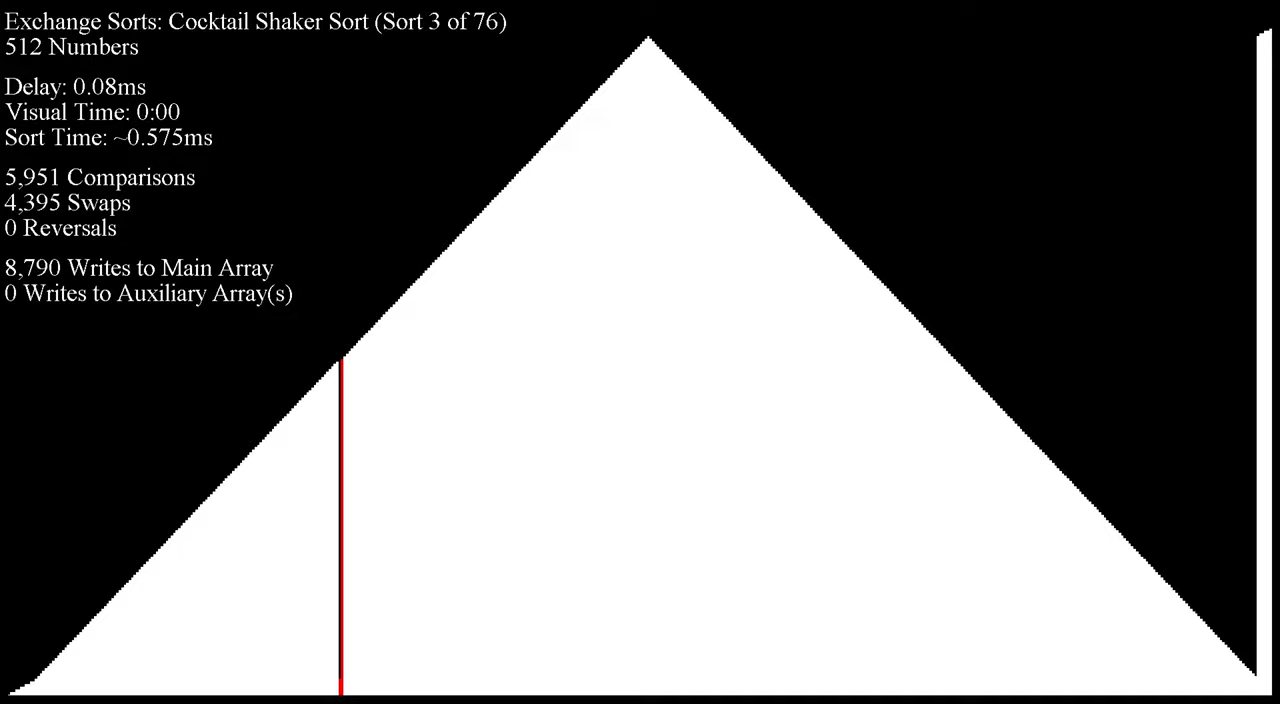 Exchange Sorts: Cocktail Shaker Sort (Sort 3 of 76)
512 Numbers
Delay: 0.08ms
Visual Time: 0:00
Sort Time: ~0.575ms
5,951 Comparisons
4,395 Swaps
0 Reversals
8,790 Writes to Main Array
0 Writes to Auxiliary Array(s)